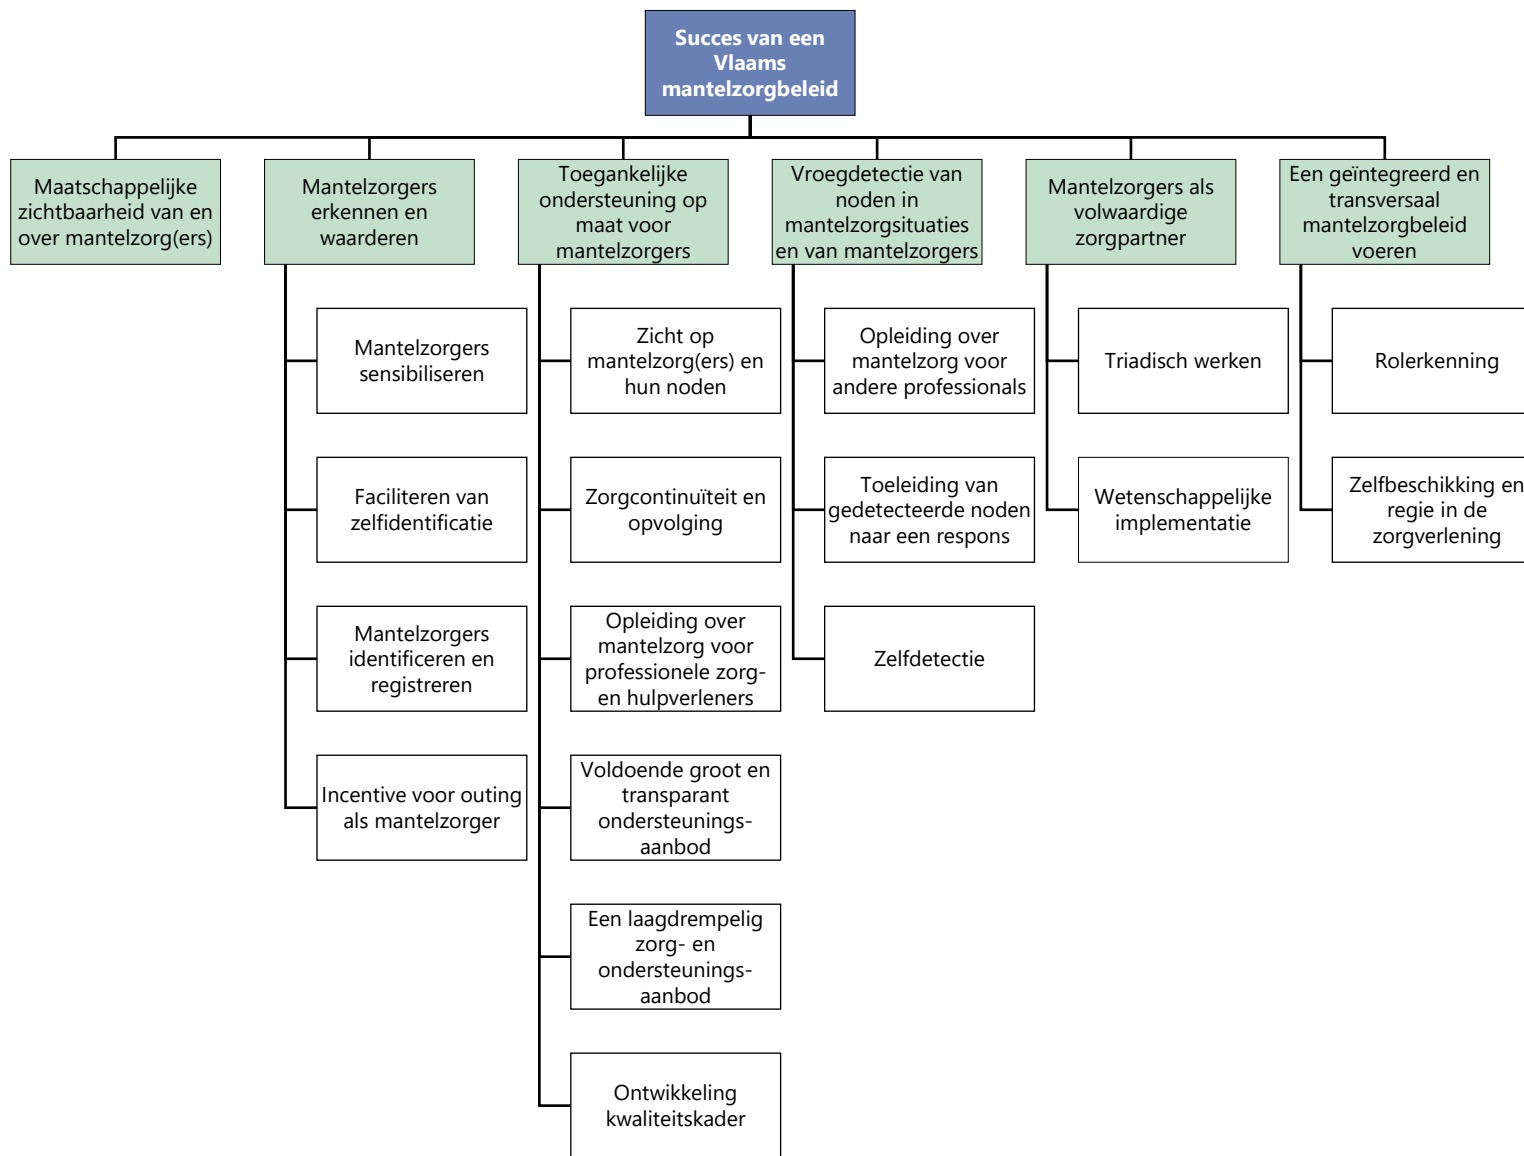 Succes van een
Vlaams
mantelzorgbeleid
Maatschappelijke
zichtbaarheid van en
over mantelzorg(ers)
Mantelzorgers
erkennen en
waarderen
Toegankelijke
ondersteuning op
maat voor
mantelzorgers
Vroegdetectie van
noden in
mantelzorgsituaties
en van mantelzorgers
Mantelzorgers als
volwaardige
zorgpartner
Een geïntegreerd en
transversaal
mantelzorgbeleid
voeren
Mantelzorgers
sensibiliseren
Faciliteren van
zelfidentificatie
Mantelzorgers
identificeren en
registreren
Incentive voor outing
als mantelzorger
Zicht op
mantelzorg(ers) en
hun noden
Zorgcontinuïteit en
opvolging
Opleiding over
mantelzorg voor
professionele zorg-
en hulpverleners
Voldoende groot en
transparant
ondersteunings-
aanbod
Een laagdrempelig
zorg- en
ondersteunings-
aanbod
Ontwikkeling
kwaliteitskader
Opleiding over
mantelzorg voor
andere professionals
Toeleiding van
gedetecteerde noden
naar een respons
Zelfdetectie
Triadisch werken
Wetenschappelijke
implementatie
Rolerkenning
Zelfbeschikking en
regie in de
zorgverlening